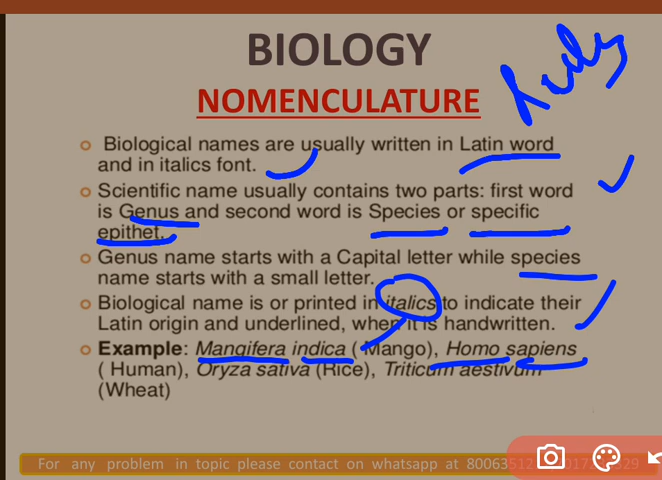 BIOLOGY
NOMENCULATURE
Biological names are usually written in Latin word
and in italics font.
Scientific name usually contains two parts: first word
is Genus and second word is Species or specific
epithet.
Genus name starts with a Capital letter while species
name starts with a small letter.
Biological name is or printed in italics to indicate their
Latin origin and underlined, when it is handwritten.
Example: Mangifera indica ( Mango), Homo sapiens
( Human), Oryza sativa (Rice), Triticum aestivum
(Wheat)
For any problem in topic please contact on whatsapp at